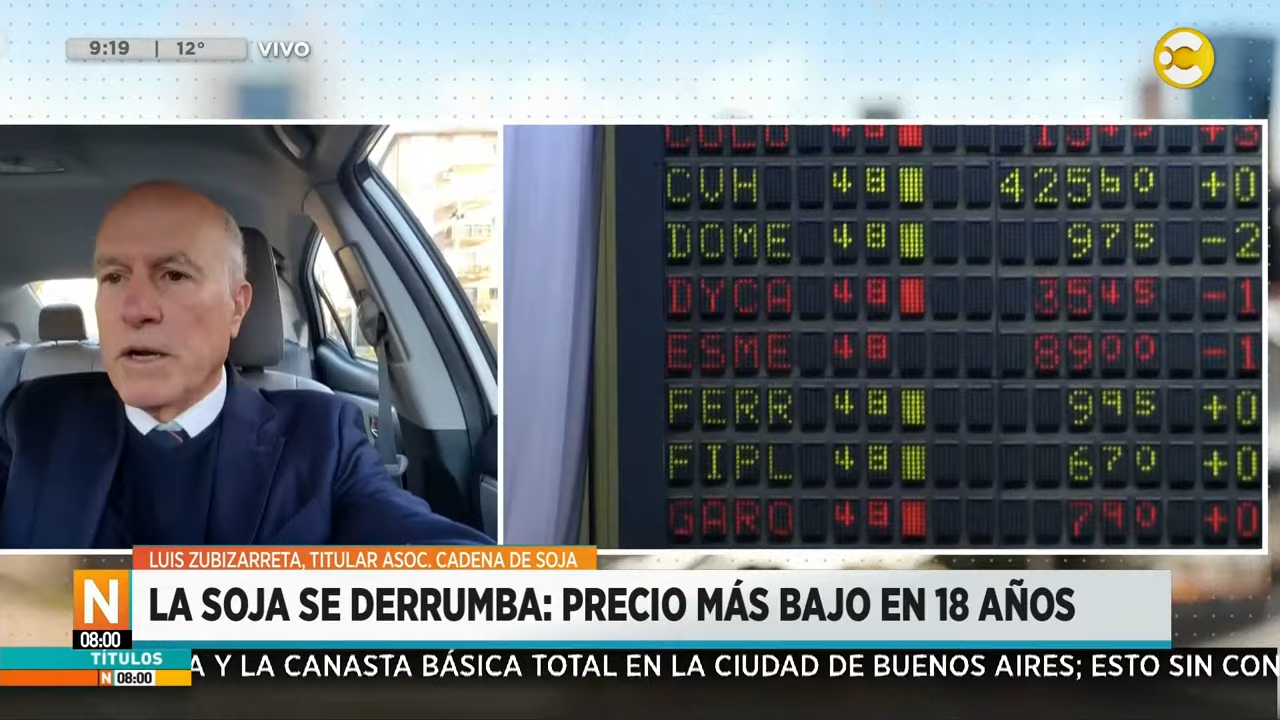 9:19 | 12° VIVO
CVH 48 42560 +0
DOME 48 975 -2
DYCA 48 3545 -1
ESME 48 8900 -1
FERR 48 995 +0
FIPL 48 670 +0
GARO 48 790 +0
LUIS ZUBIZARRETA, TITULAR ASOC. CADENA DE SOJA
N
08:00
LA SOJA SE DERRUMBA: PRECIO MÁS BAJO EN 18 AÑOS
TÍTULOS
N 08:00
A Y LA CANASTA BÁSICA TOTAL EN LA CIUDAD DE BUENOS AIRES; ESTO SIN CON